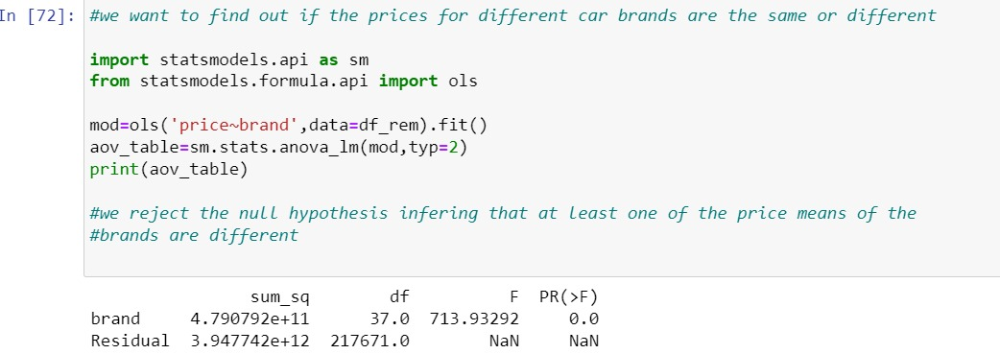 In [72]: #we want to find out if the prices for different car brands are the same or different
import statsmodels.api as sm
from statsmodels.formula.api import ols
mod=ols('price~brand',data=df_rem).fit()
aov_table=sm.stats.anova_lm(mod,typ=2)
print(aov_table)
#we reject the null hypothesis infering that at least one of the price means of the
#brands are different
sum_sq df F PR(>F)
brand 4.790792e+11 37.0 713.93292 0.0
Residual 3.947742e+12 217671.0 NaN NaN